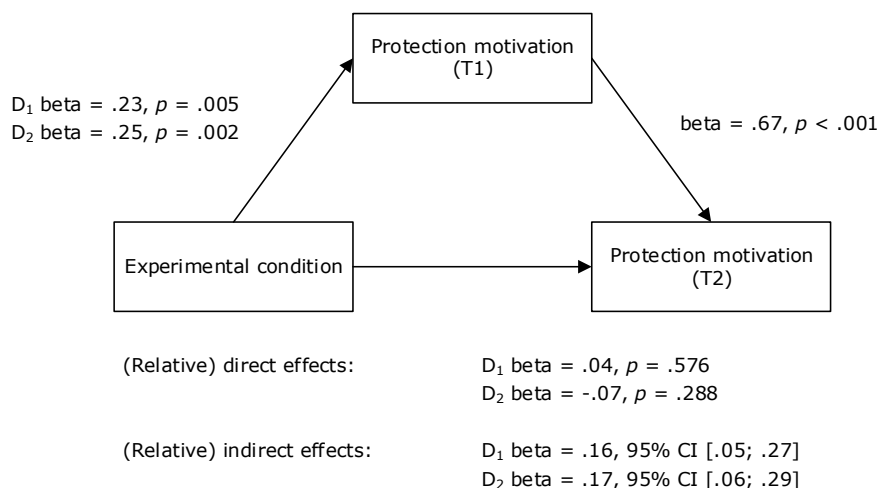 Protection motivation
(T1)
D₁ beta = .23, p = .005
D₂ beta = .25, p = .002
beta = .67, p < .001
Experimental condition
Protection motivation
(T2)
(Relative) direct effects:
D₁ beta = .04, p = .576
D₂ beta = -.07, p = .288
(Relative) indirect effects:
D₁ beta = .16, 95% CI [.05; .27]
D₂ beta = .17, 95% CI [.06; .29]